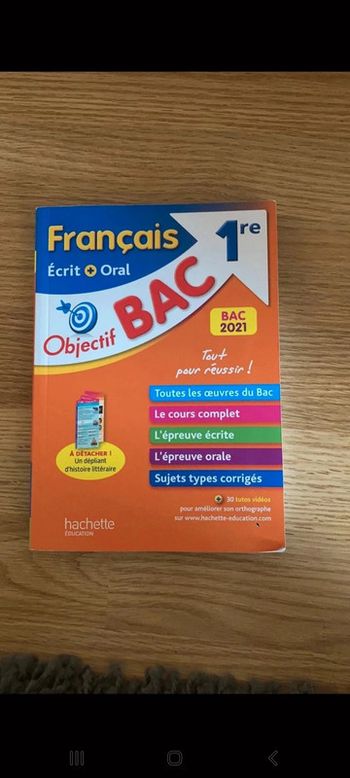 Français
Écrit + Oral
1re
Objectif BAC
BAC
2021
Tout
pour réussir !
Toutes les œuvres du Bac
Le cours complet
L'épreuve écrite
L'épreuve orale
Sujets types corrigés
À DÉTACHER !
Un dépliant
d'histoire littéraire
+ 30 tutos vidéos
pour améliorer son orthographe
sur www.hachette-education.com
hachette
ÉDUCATION